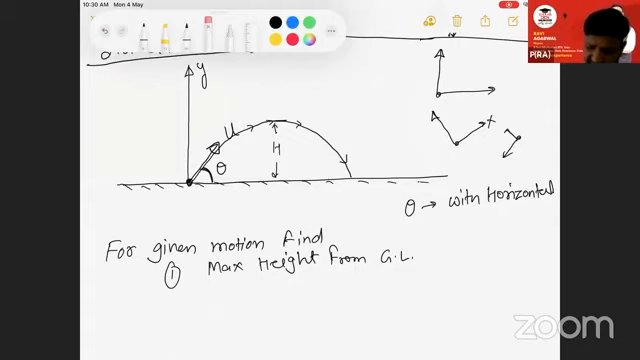 10:30 AM Mon 4 May
RAVI
AGARWAL
P(RA)
y
U
H
θ
θ → with Horizontal
For given motion find
① Max Height from G.L.
zoom